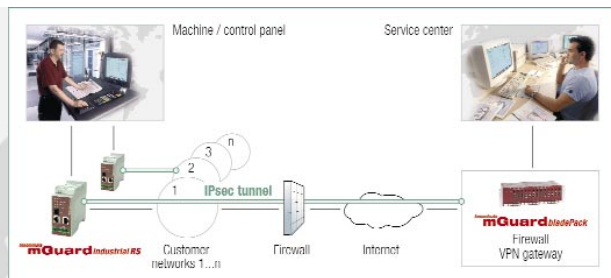 Machine / control panel
Service center
n
3
2
1
IPsec tunnel
mGuard industrial RS
Customer
networks 1...n
Firewall
Internet
mGuard bladePack
Firewall
VPN gateway